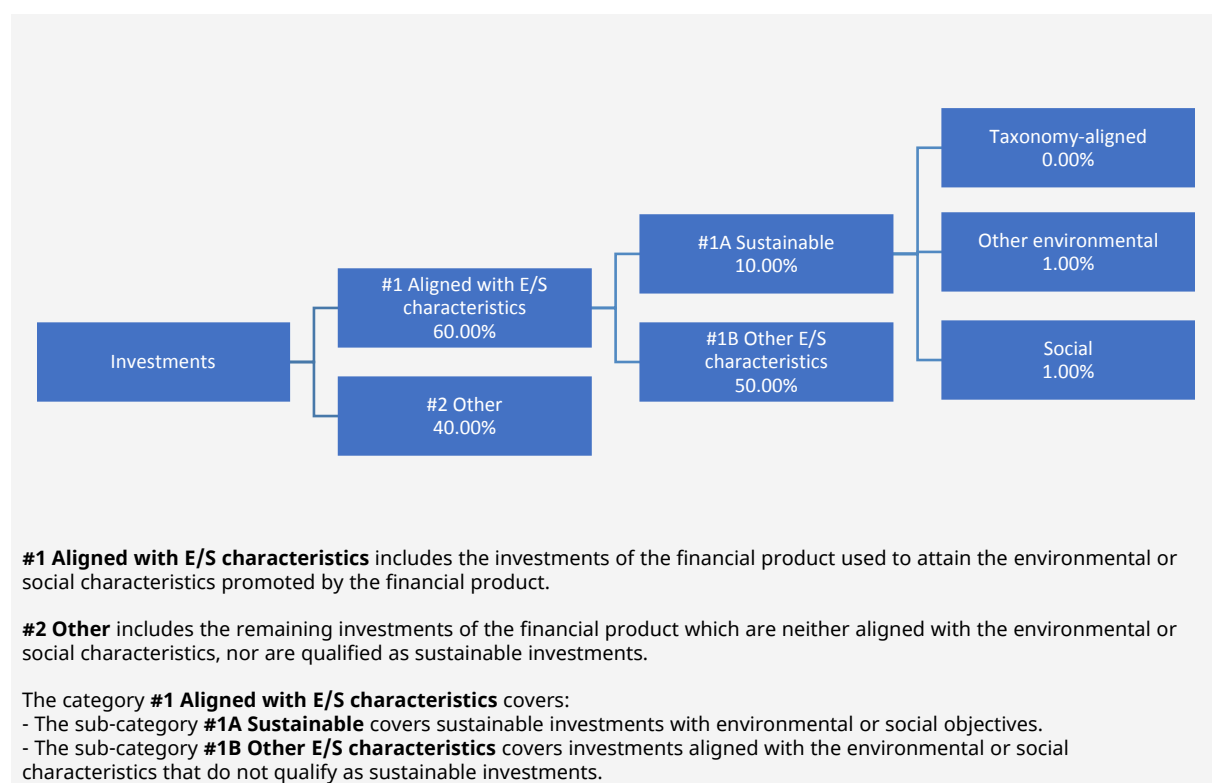 Investments
#1 Aligned with E/S
characteristics
60.00%
#2 Other
40.00%
#1A Sustainable
10.00%
#1B Other E/S
characteristics
50.00%
Taxonomy-aligned
0.00%
Other environmental
1.00%
Social
1.00%
#1 Aligned with E/S characteristics includes the investments of the financial product used to attain the environmental or
social characteristics promoted by the financial product.
#2 Other includes the remaining investments of the financial product which are neither aligned with the environmental or
social characteristics, nor are qualified as sustainable investments.
The category #1 Aligned with E/S characteristics covers:
- The sub-category #1A Sustainable covers sustainable investments with environmental or social objectives.
- The sub-category #1B Other E/S characteristics covers investments aligned with the environmental or social
characteristics that do not qualify as sustainable investments.